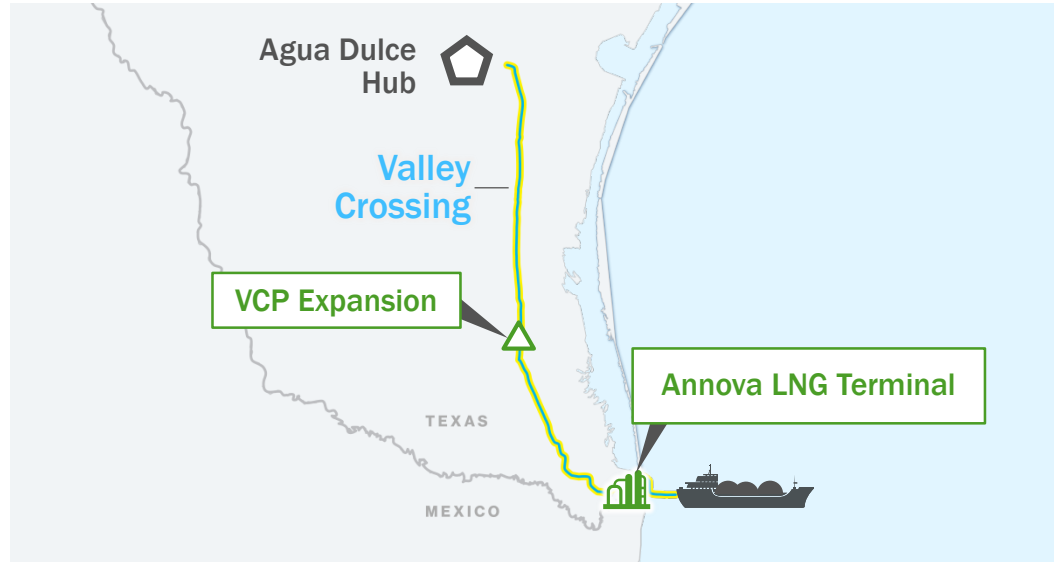 Agua Dulce
Hub
Valley
Crossing
VCP Expansion
Annova LNG Terminal
TEXAS
MEXICO